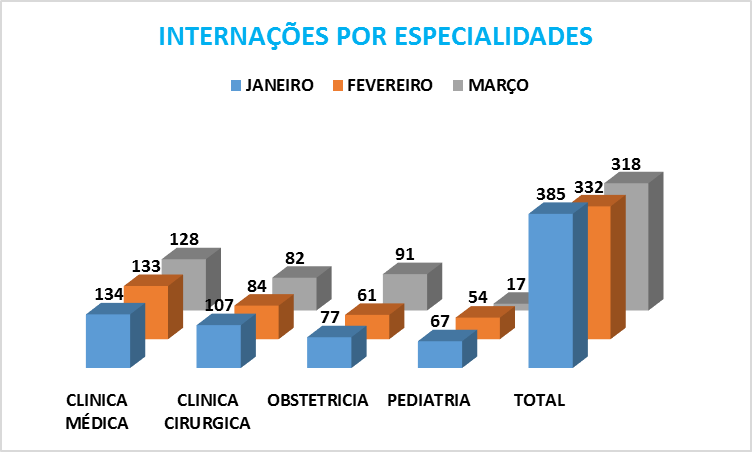 INTERNAÇÕES POR ESPECIALIDADES
JANEIRO FEVEREIRO MARÇO
134 133 128
107 84 82
77 61 91
67 54 17
385 332 318
CLINICA MÉDICA
CLINICA CIRURGICA
OBSTETRICIA
PEDIATRIA
TOTAL